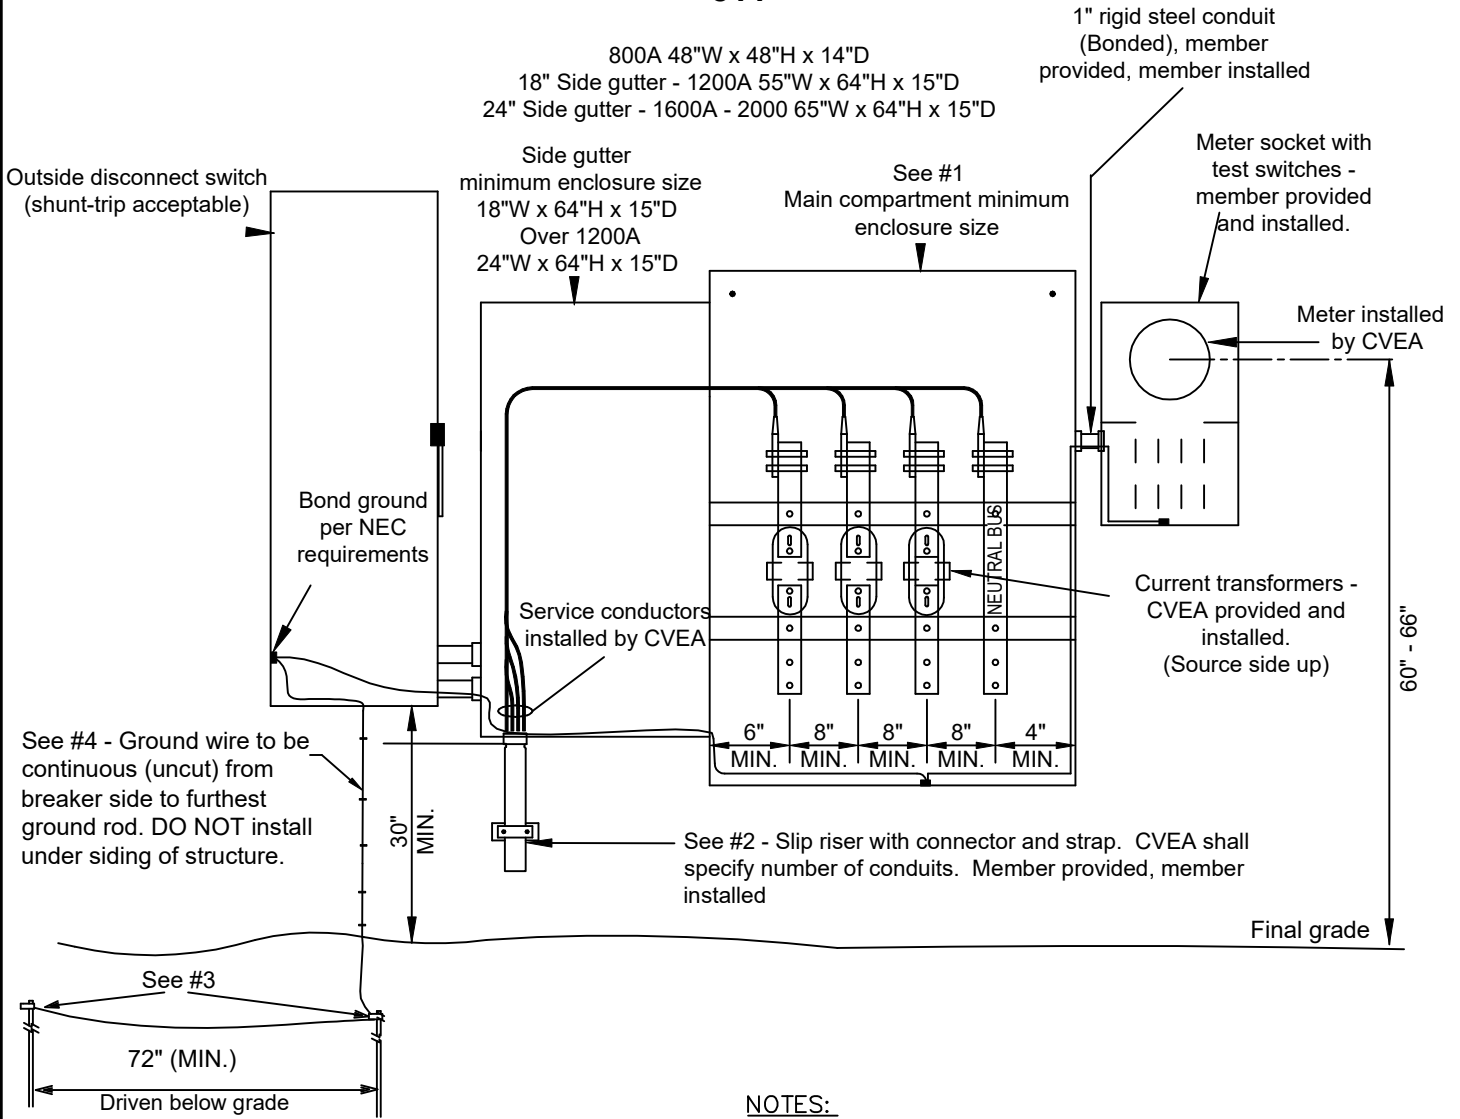 800A 48"W x 48"H x 14"D
18" Side gutter - 1200A 55"W x 64"H x 15"D
24" Side gutter - 1600A - 2000 65"W x 64"H x 15"D
1" rigid steel conduit
(Bonded), member
provided, member installed
Meter socket with
test switches -
member provided
and installed.
Outside disconnect switch
(shunt-trip acceptable)
Side gutter
minimum enclosure size
18"W x 64"H x 15"D
Over 1200A
24"W x 64"H x 15"D
See #1
Main compartment minimum
enclosure size
Meter installed
by CVEA
Bond ground
per NEC
requirements
NEUTRAL BUS
Service conductors
installed by CVEA
Current transformers -
CVEA provided and
installed.
(Source side up)
60" - 66"
6"
MIN.
8"
MIN.
8"
MIN.
8"
MIN.
4"
MIN.
See #4 - Ground wire to be
continuous (uncut) from
breaker side to furthest
ground rod. DO NOT install
under siding of structure.
30"
MIN.
See #2 - Slip riser with connector and strap. CVEA shall
specify number of conduits. Member provided, member
installed
Final grade
See #3
72" (MIN.)
Driven below grade
NOTES: